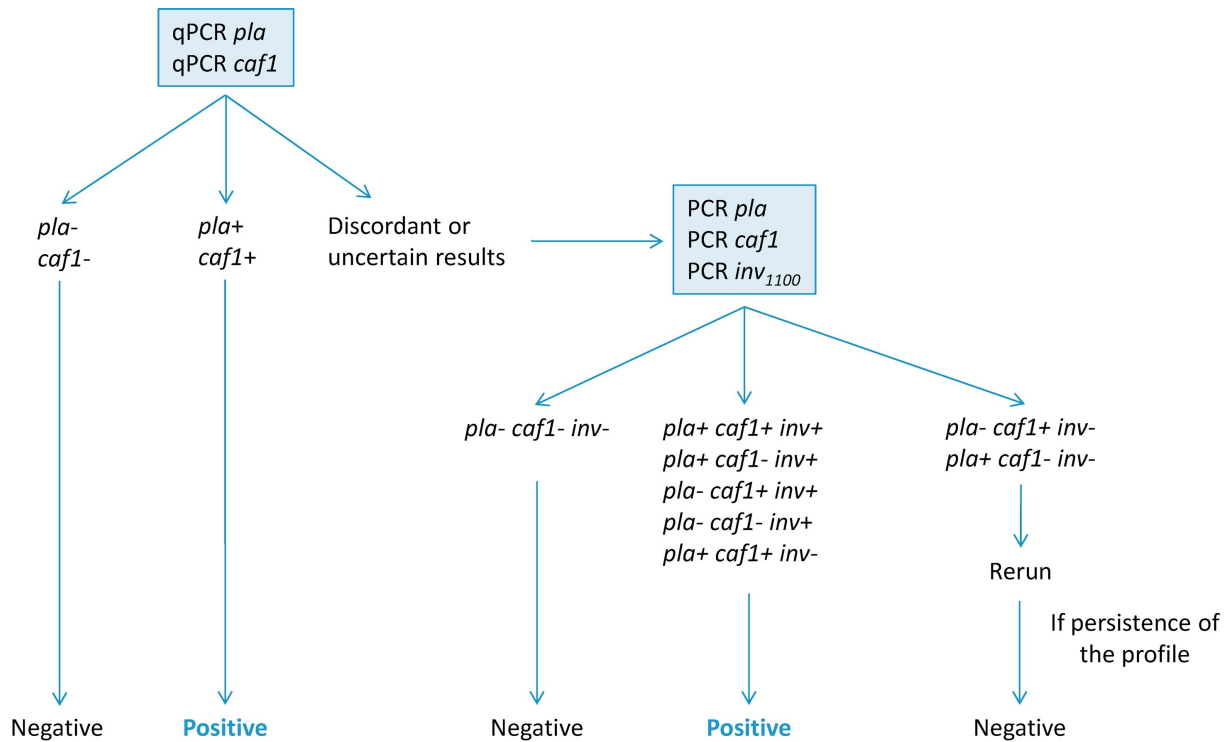 qPCR pla
qPCR caf1
pla-
caf1-
pla+
caf1+
Discordant or
uncertain results
PCR pla
PCR caf1
PCR inv1100
pla- caf1- inv-
pla+ caf1+ inv+
pla+ caf1- inv+
pla- caf1+ inv+
pla- caf1- inv+
pla+ caf1+ inv-
pla- caf1+ inv-
pla+ caf1- inv-
Rerun
If persistence of
the profile
Negative
Positive
Negative
Positive
Negative